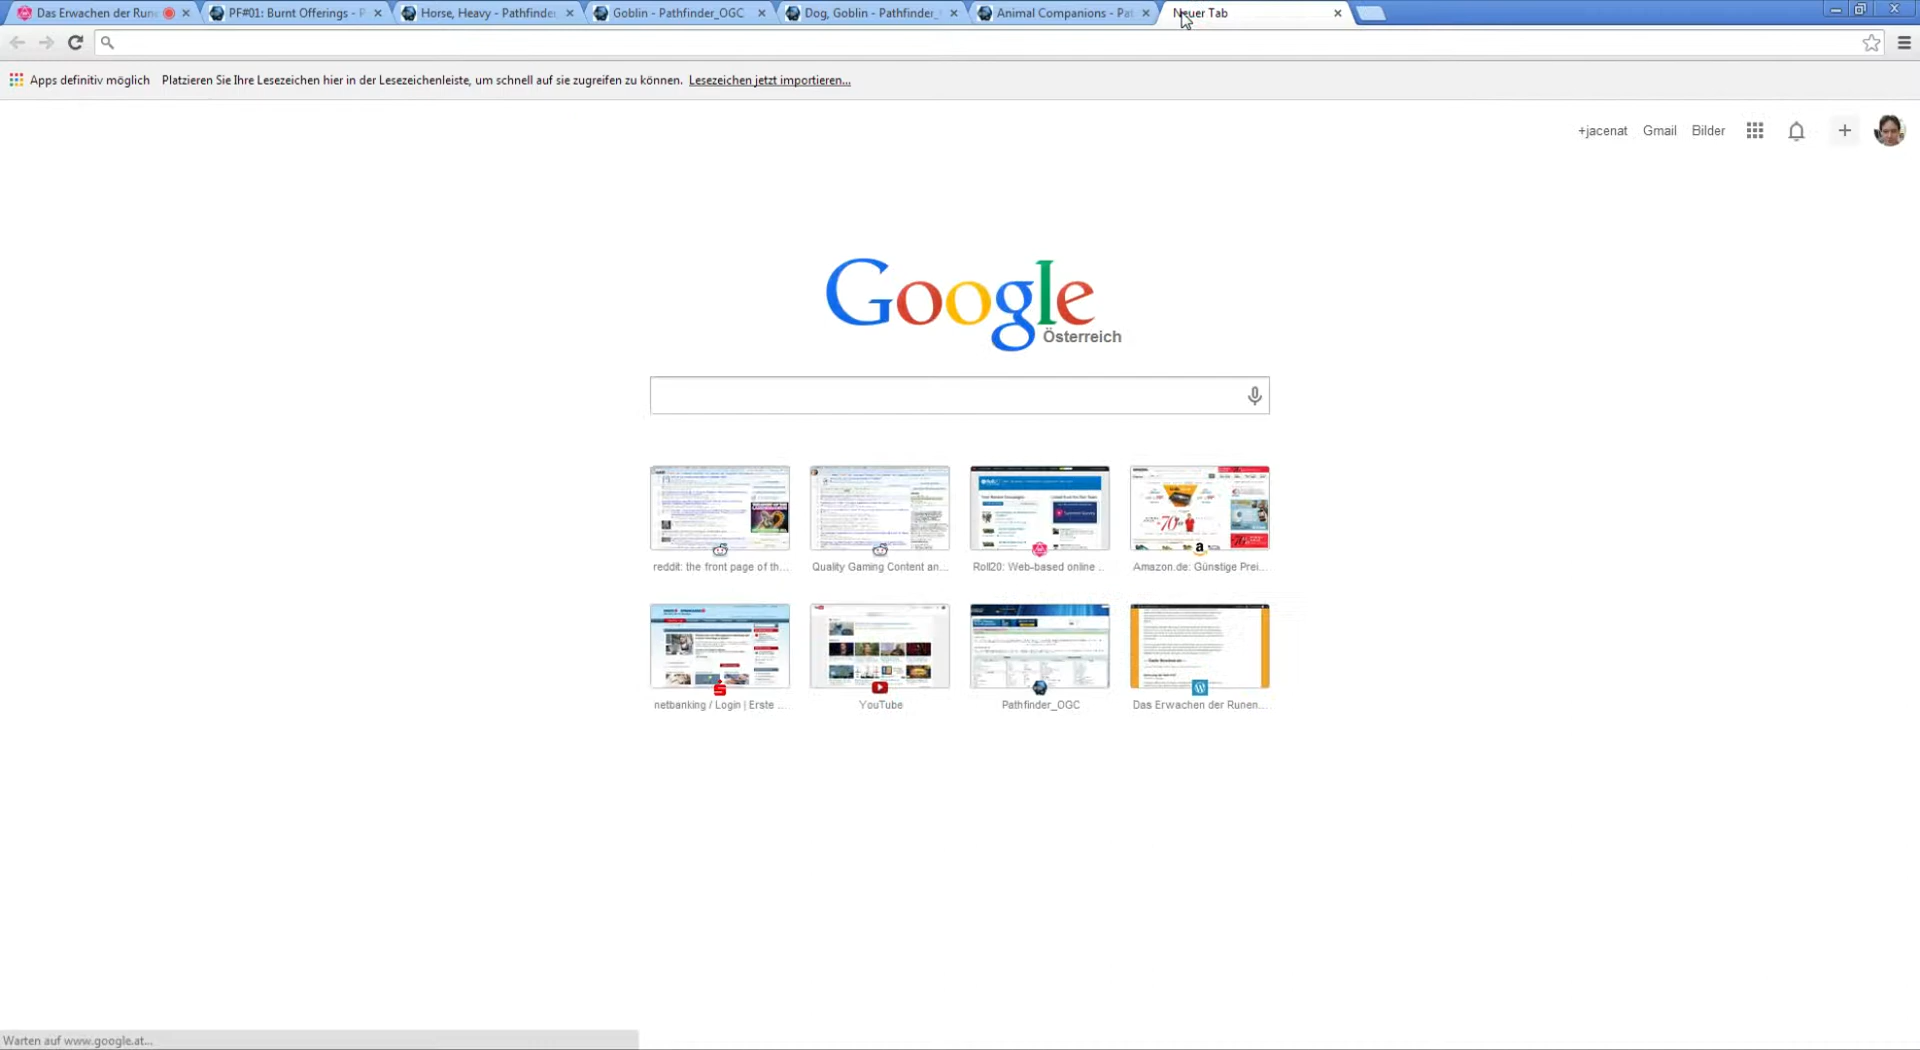 Das Erwachen der Rune
PF#01: Burnt Offerings - P
Horse, Heavy - Pathfinder
Goblin - Pathfinder_OGC
Dog, Goblin - Pathfinder_
Animal Companions - Pat
Neuer Tab
Apps definitiv möglich Platzieren Sie Ihre Lesezeichen hier in der Lesezeichenleiste, um schnell auf sie zugreifen zu können. Lesezeichen jetzt importieren...
+jacenat Gmail Bilder
Google
Österreich
reddit: the front page of th...
Quality Gaming Content an...
Roll20: Web-based online ...
Amazon.de: Günstige Prei...
netbanking / Login | Erste ...
YouTube
Pathfinder_OGC
Das Erwachen der Runen...
Warten auf www.google.at...